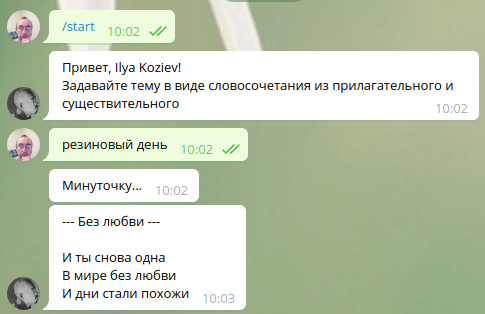 /start 10:02
Привет, Ilya Koziev!
Задавайте тему в виде словосочетания из прилагательного и
существительного
10:02
резиновый день 10:02
Минуточку... 10:02
--- Без любви ---
И ты снова одна
В мире без любви
И дни стали похожи 10:03